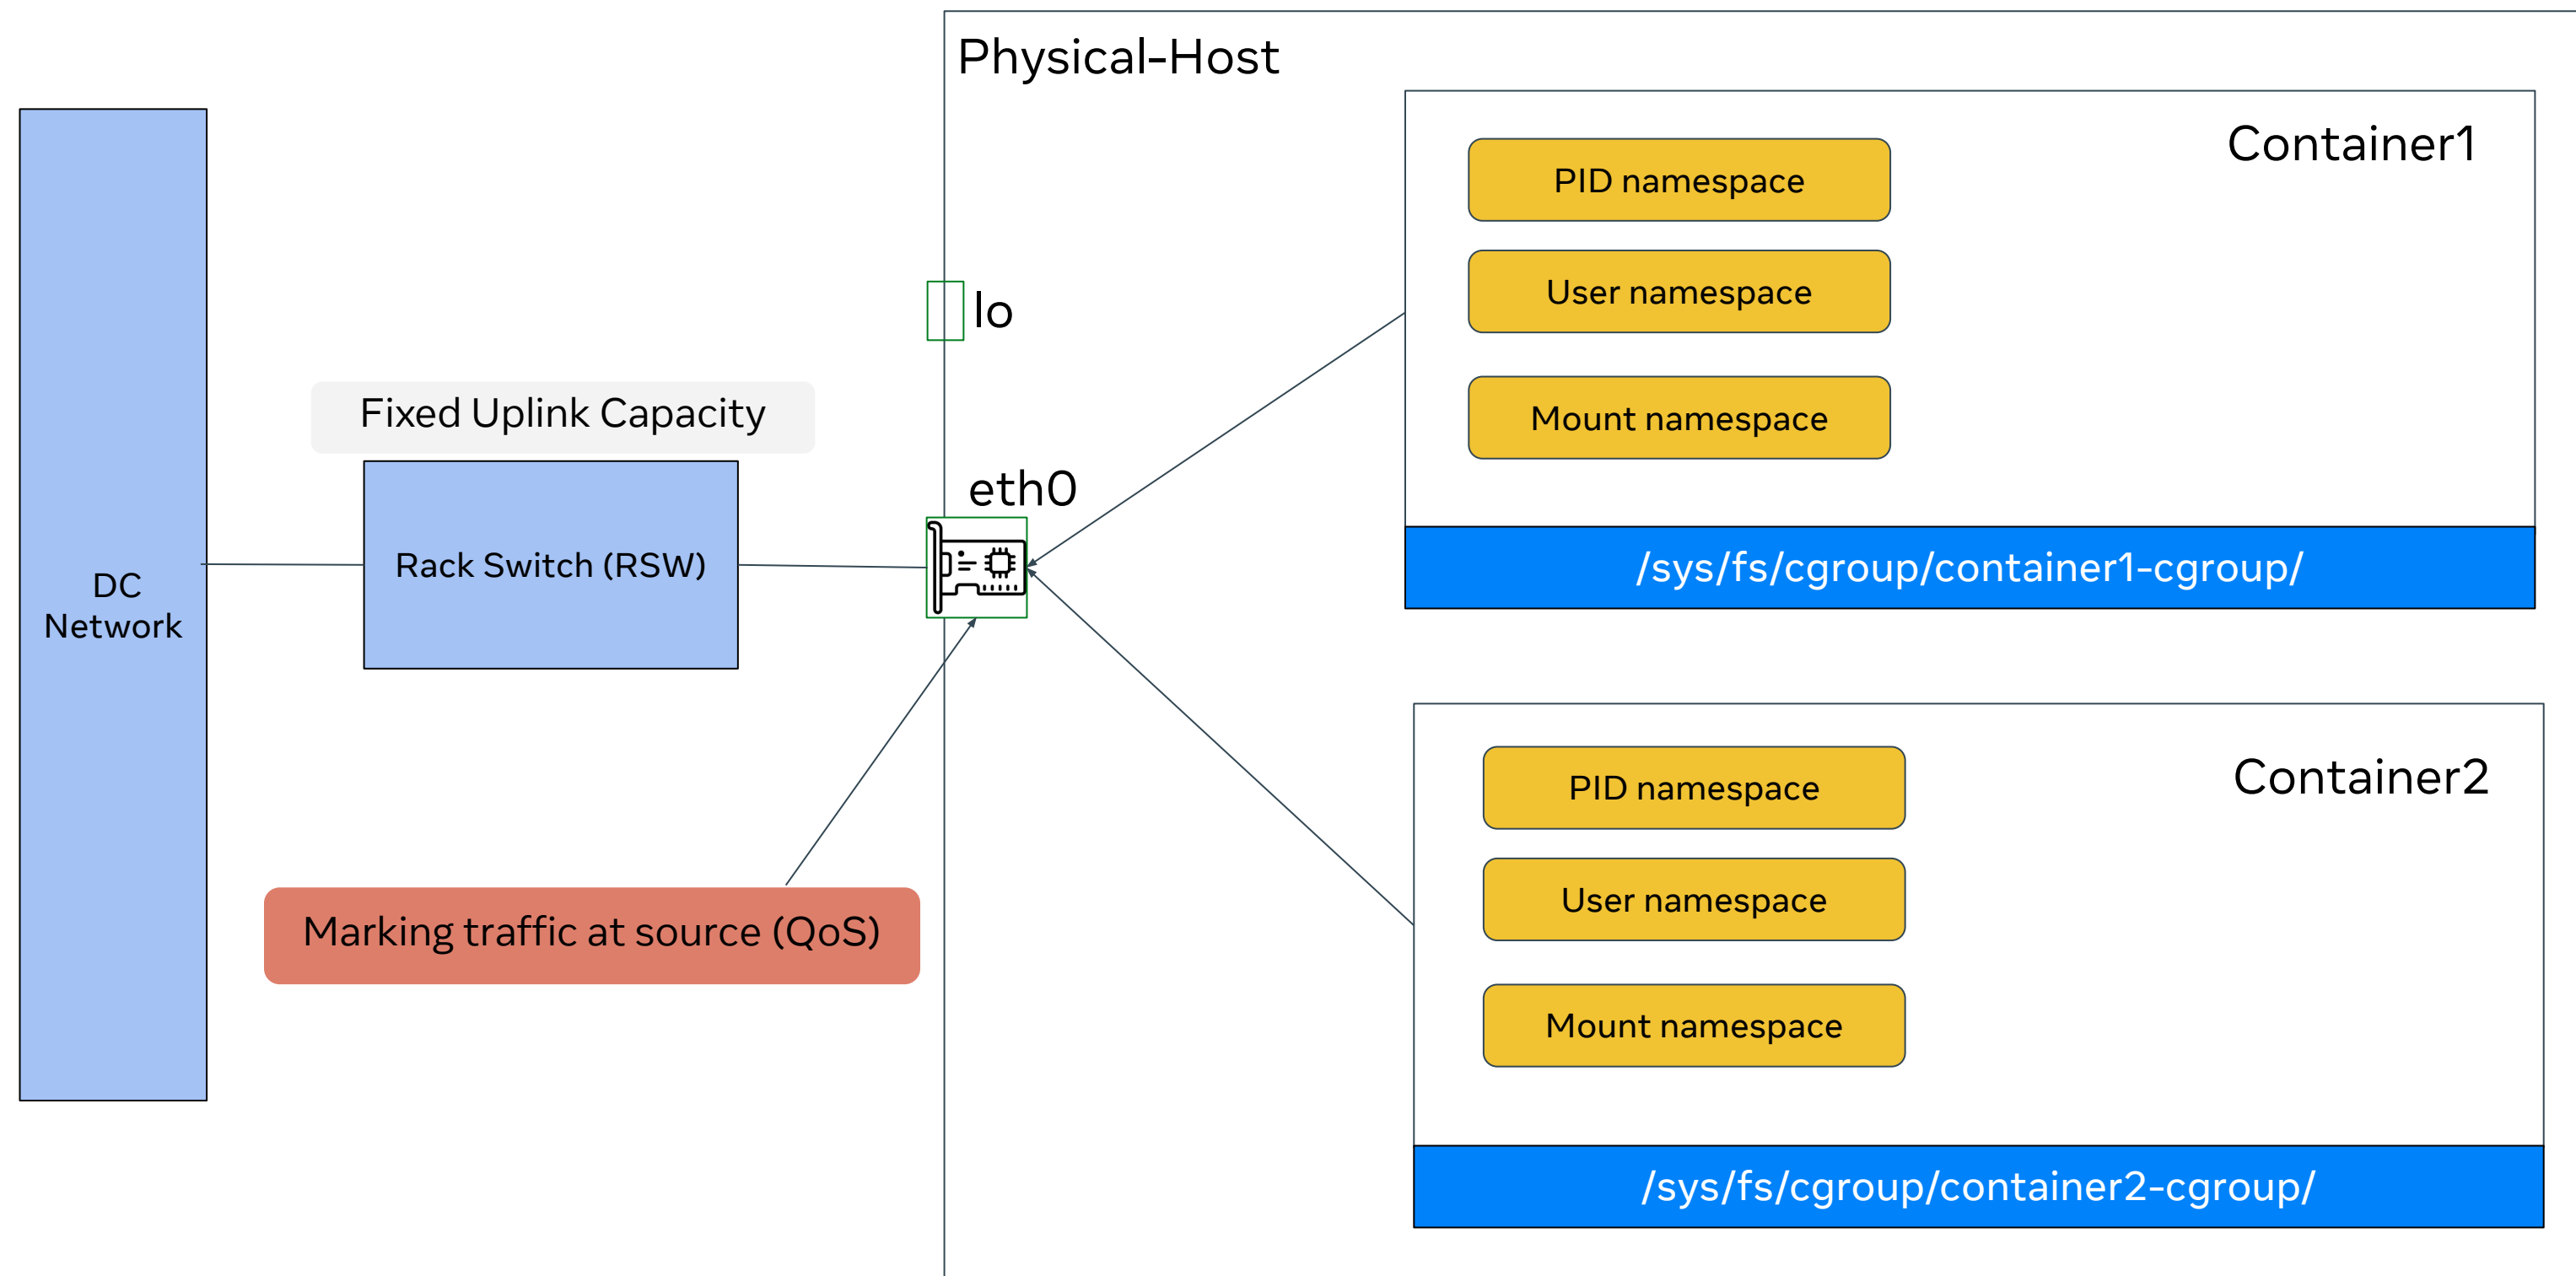 Physical-Host
Container1
PID namespace
User namespace
Mount namespace
/sys/fs/cgroup/container1-cgroup/
lo
eth0
Fixed Uplink Capacity
Rack Switch (RSW)
DC
Network
Marking traffic at source (QoS)
Container2
PID namespace
User namespace
Mount namespace
/sys/fs/cgroup/container2-cgroup/